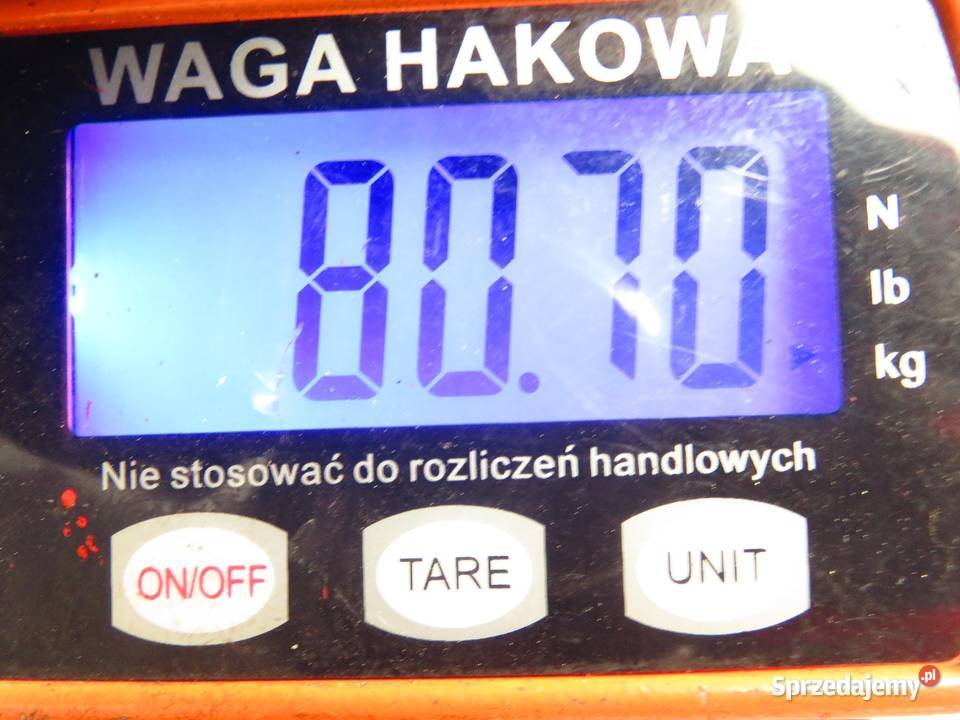 WAGA HAKOWA
80.70
N
lb
kg
Nie stosować do rozliczeń handlowych
ON/OFF
TARE
UNIT
Sprzedajemy.pl